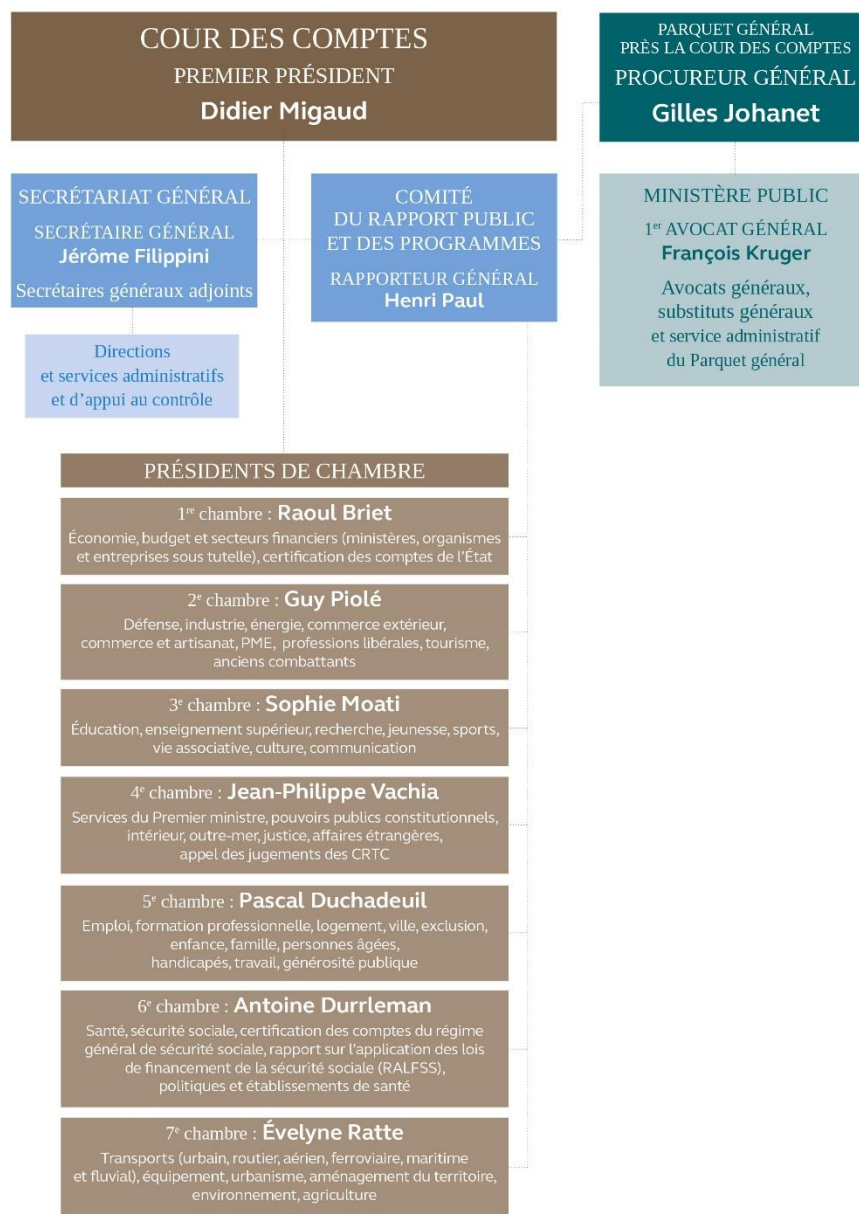 COUR DES COMPTES
PREMIER PRÉSIDENT
Didier Migaud
PARQUET GÉNÉRAL
PRÈS LA COUR DES COMPTES
PROCUREUR GÉNÉRAL
Gilles Johanet
SECRÉTARIAT GÉNÉRAL
SECRÉTAIRE GÉNÉRAL
Jérôme Filippini
Secrétaires généraux adjoints
COMITÉ
DU RAPPORT PUBLIC
ET DES PROGRAMMES
RAPPORTEUR GÉNÉRAL
Henri Paul
MINISTÈRE PUBLIC
1er AVOCAT GÉNÉRAL
François Kruger
Avocats généraux,
substituts généraux
et service administratif
du Parquet général
Directions
et services administratifs
et d’appui au contrôle
PRÉSIDENTS DE CHAMBRE
1re chambre : Raoul Briet
Économie, budget et secteurs financiers (ministères, organismes
et entreprises sous tutelle), certification des comptes de l’État
2e chambre : Guy Piolé
Défense, industrie, énergie, commerce extérieur,
commerce et artisanat, PME, professions libérales, tourisme,
anciens combattants
3e chambre : Sophie Moati
Éducation, enseignement supérieur, recherche, jeunesse, sports,
vie associative, culture, communication
4e chambre : Jean-Philippe Vachia
Services du Premier ministre, pouvoirs publics constitutionnels,
intérieur, outre-mer, justice, affaires étrangères,
appel des jugements des CRTC
5e chambre : Pascal Duchadeuil
Emploi, formation professionnelle, logement, ville, exclusion,
enfance, famille, personnes âgées,
handicapés, travail, générosité publique
6e chambre : Antoine Durrleman
Santé, sécurité sociale, certification des comptes du régime
général de sécurité sociale, rapport sur l’application des lois
de financement de la sécurité sociale (RALFSS),
politiques et établissements de santé
7e chambre : Évelyne Ratte
Transports (urbain, routier, aérien, ferroviaire, maritime
et fluvial), équipement, urbanisme, aménagement du territoire,
environnement, agriculture